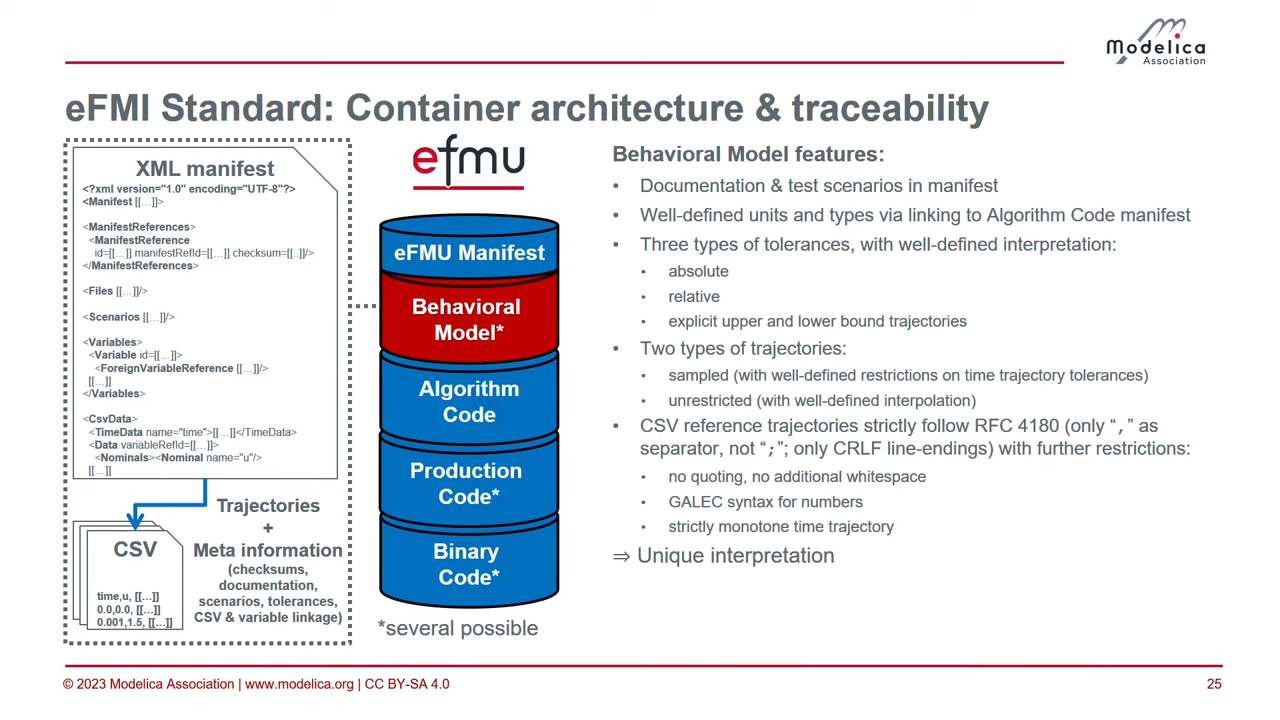 Modelica
Association
eFMI Standard: Container architecture & traceability
XML manifest
<?xml version="1.0" encoding="UTF-8"?>
<Manifest [[…]]>
<ManifestReferences>
<ManifestReference
id=[[…]] manifestRefId=[[…]] checksum=[[..]]/>
</ManifestReferences>
<Files [[…]]/>
<Scenarios [[…]]/>
<Variables>
<Variable id=[[…]]>
<ForeignVariableReference [[…]]/>
[[…]]
</Variables>
<CsvData>
<TimeData name="time">[[…]]</TimeData>
<Data variableRefId=[[…]]>
<Nominals><Nominal name="u"/>
[[…]]
CSV
time,u, [[…]]
0.0,0.0, [[…]]
0.001,1.5, [[…]]
Trajectories
+
Meta information
(checksums,
documentation,
scenarios, tolerances,
CSV & variable linkage)
efmu
eFMU Manifest
Behavioral
Model*
Algorithm
Code
Production
Code*
Binary
Code*
*several possible
Behavioral Model features:
• Documentation & test scenarios in manifest
• Well-defined units and types via linking to Algorithm Code manifest
• Three types of tolerances, with well-defined interpretation:
• absolute
• relative
• explicit upper and lower bound trajectories
• Two types of trajectories:
• sampled (with well-defined restrictions on time trajectory tolerances)
• unrestricted (with well-defined interpolation)
• CSV reference trajectories strictly follow RFC 4180 (only “,” as
separator, not “;”; only CRLF line-endings) with further restrictions:
• no quoting, no additional whitespace
• GALEC syntax for numbers
• strictly monotone time trajectory
⇒ Unique interpretation
© 2023 Modelica Association | www.modelica.org | CC BY-SA 4.0
25